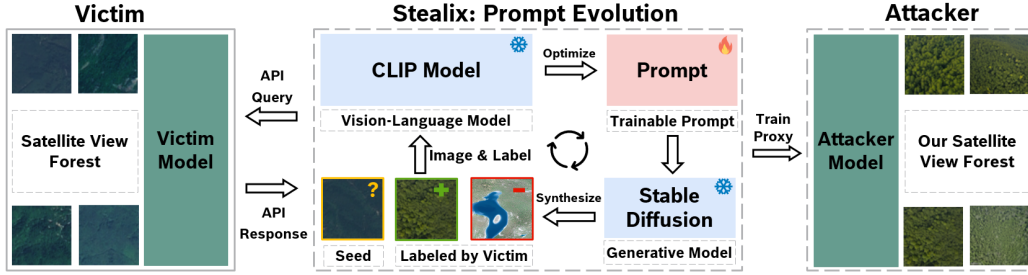 Victim
Stealix: Prompt Evolution
Attacker
Satellite View
Forest
Victim
Model
API
Query
API
Response
CLIP Model
Vision-Language Model
Optimize
Prompt
Trainable Prompt
Image & Label
?
+
-
Seed
Labeled by Victim
Synthesize
Stable
Diffusion
Generative Model
Train
Proxy
Attacker
Model
Our Satellite
View Forest